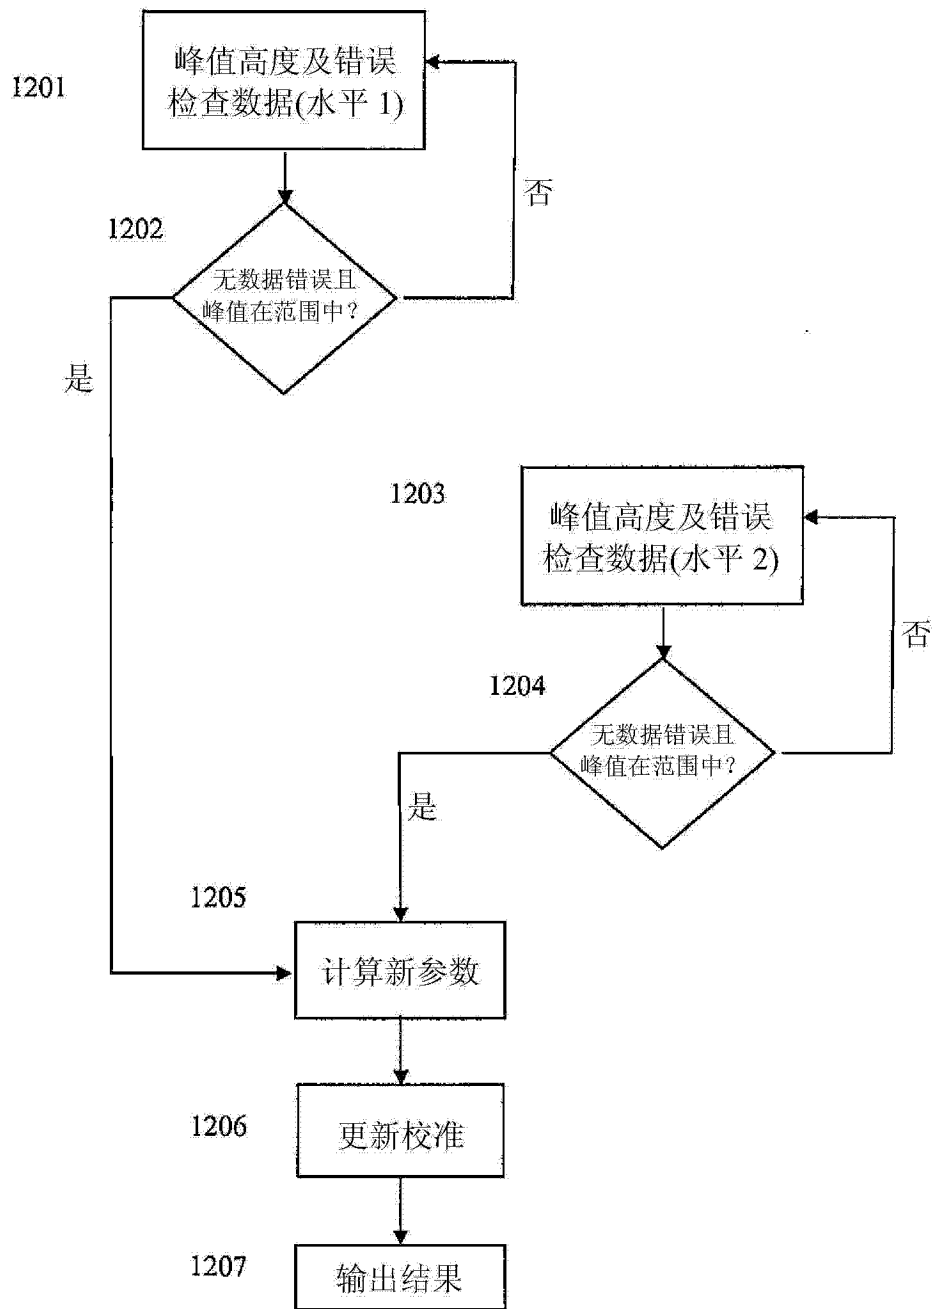 1201
峰值高度及错误
检查数据(水平 1)
否
1202
无数据错误且
峰值在范围中?
是
1203
峰值高度及错误
检查数据(水平 2)
否
1204
无数据错误且
峰值在范围中?
是
1205
计算新参数
1206
更新校准
1207
输出结果